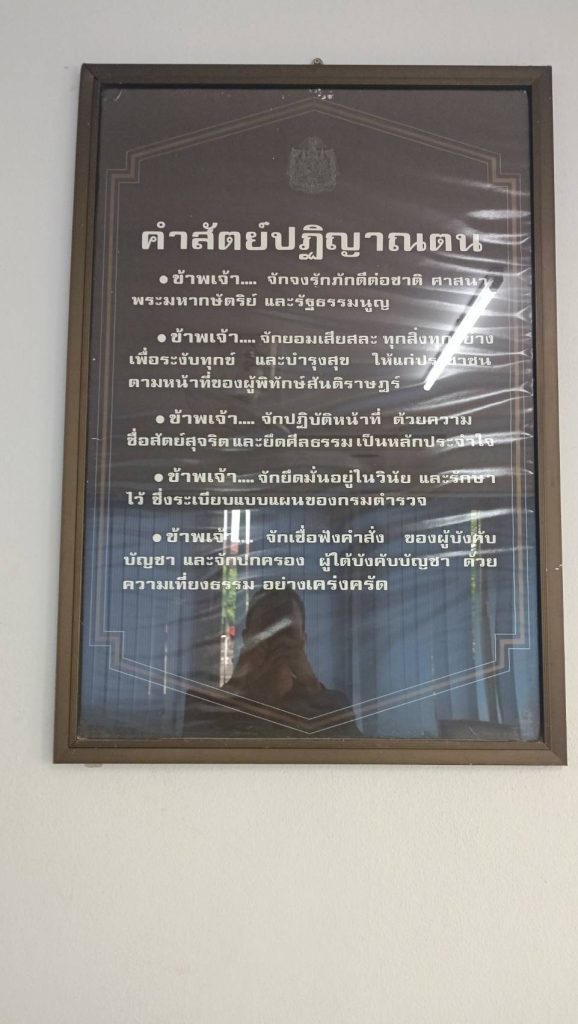 คำสัตย์ปฏิญาณตน
●ข้าพเจ้า.... จักจงรักภักดีต่อชาติ ศาสนา
พระมหากษัตริย์ และรัฐธรรมนูญ
●ข้าพเจ้า.... จักยอมเสียสละ ทุกสิ่งทุกอย่าง
เพื่อระงับทุกข์ และบำรุงสุข ให้แก่ประชาชน
ตามหน้าที่ของผู้พิทักษ์สันติราษฎร์
●ข้าพเจ้า.... จักปฏิบัติหน้าที่ ด้วยความ
ซื่อสัตย์สุจริต และยึดศีลธรรม เป็นหลักประจำใจ
●ข้าพเจ้า.... จักยึดมั่นอยู่ในวินัย และรักษา
ไว้ ซึ่งระเบียบแบบแผนของกรมตำรวจ
●ข้าพเจ้า.... จักเชื่อฟังคำสั่ง ของผู้บังคับ
บัญชา และจักปกครอง ผู้ใต้บังคับบัญชา ด้วย
ความเที่ยงธรรม อย่างเคร่งครัด